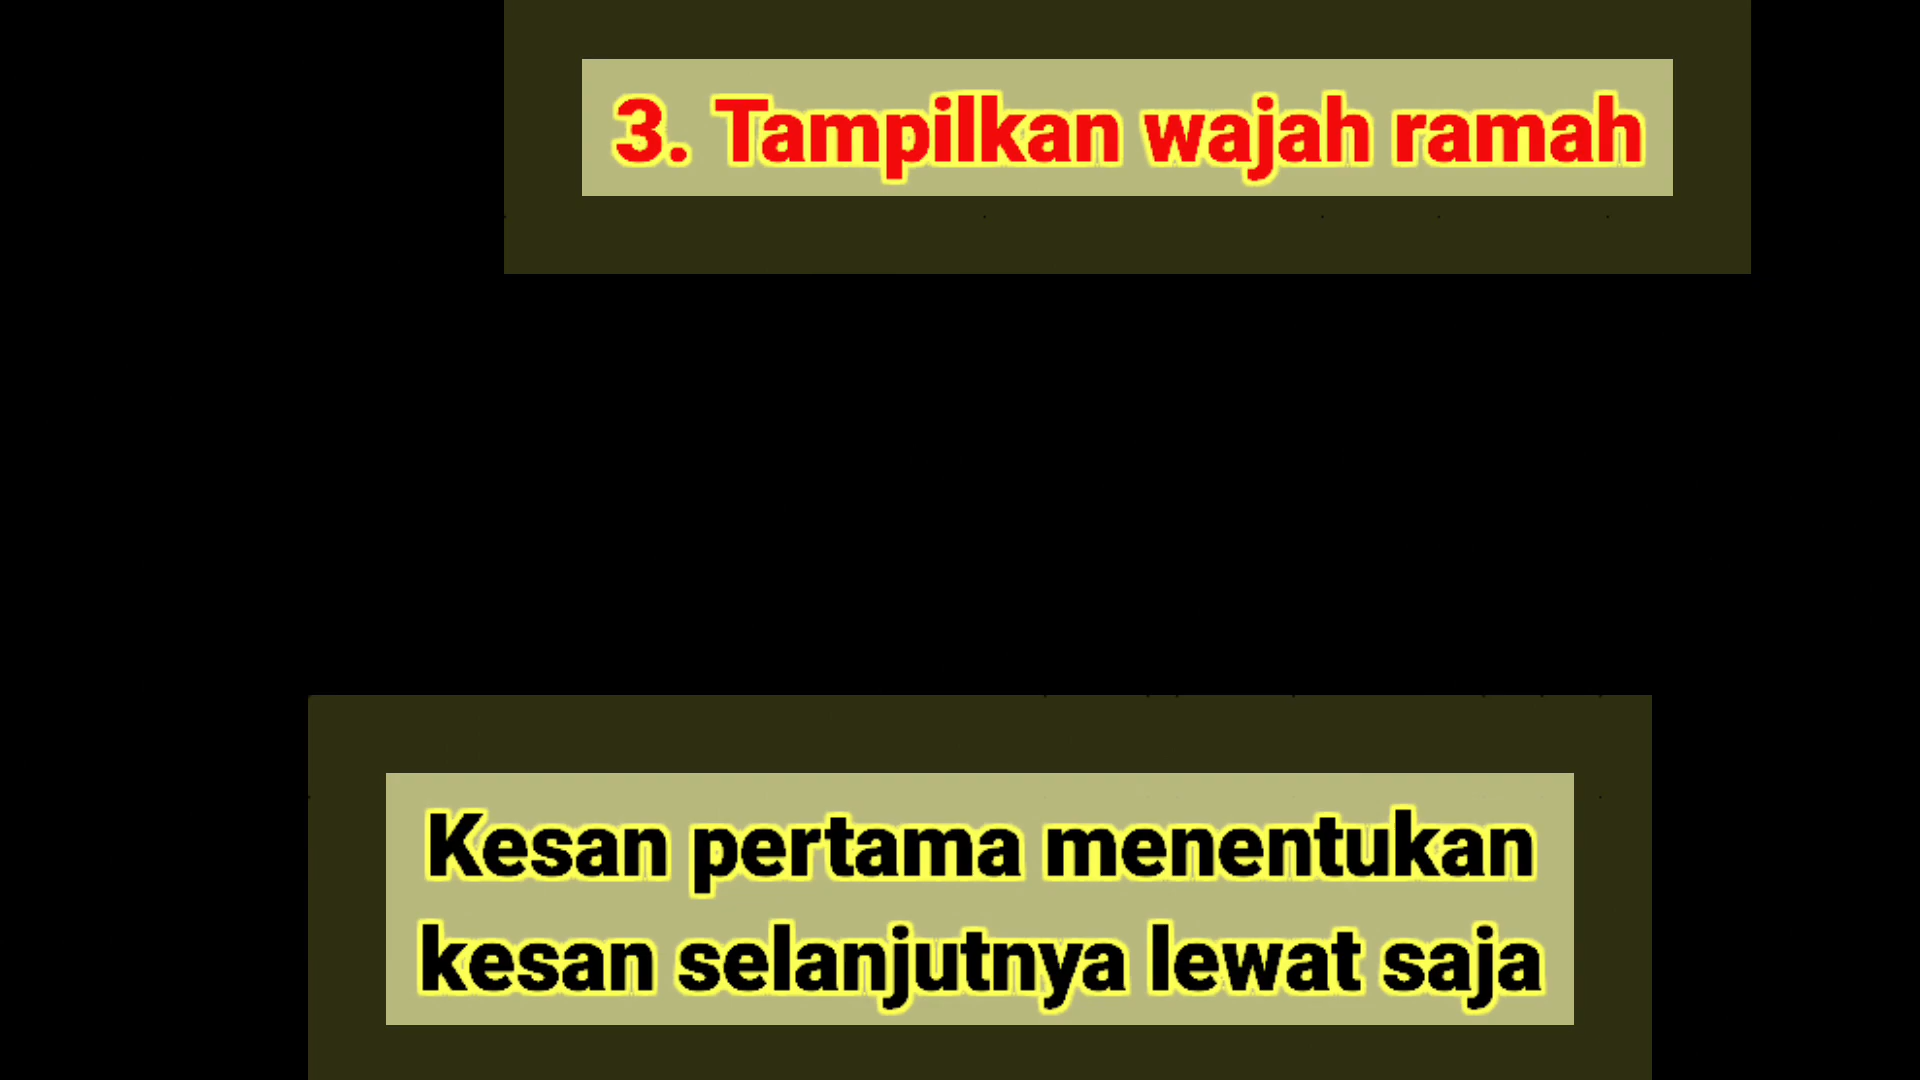 3. Tampilkan wajah ramah
Kesan pertama menentukan
kesan selanjutnya lewat saja